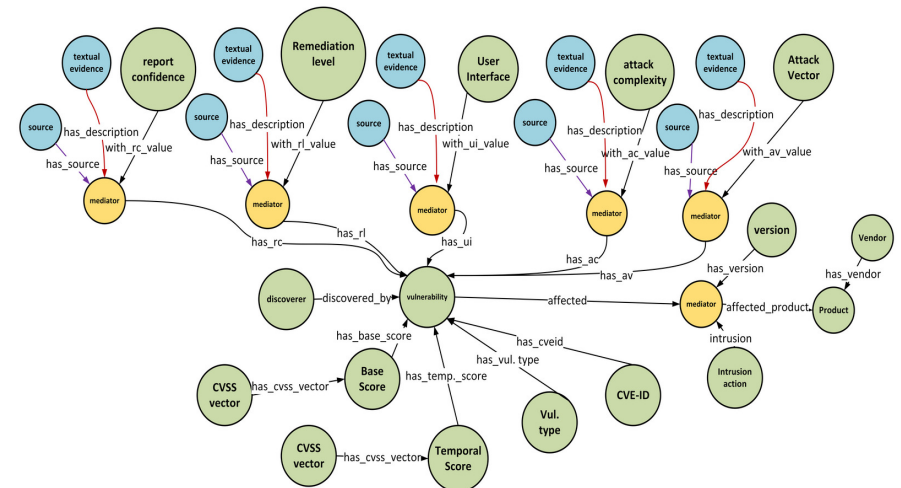 textual
evidence
report
confidence
source
has_description
with_rc_value
has_source
mediator
has_rc
textual
evidence
Remediation
level
source
has_description
with_rl_value
has_source
mediator
has_rl
textual
evidence
User
Interface
source
has_description
with_ui_value
has_source
mediator
has_ui
textual
evidence
attack
complexity
source
has_description
with_ac_value
has_source
mediator
has_ac
textual
evidence
Attack
Vector
source
has_description
with_av_value
has_source
mediator
has_av
version
Vendor
has_version
has_vendor
discoverer
discovered_by
vulnerability
affected
mediator
affected_product
Product
intrusion
Intrusion
action
has_base_score
has_cveid
has_vul. type
CVSS
vector
has_cvss_vector
Base
Score
has_temp._score
CVE-ID
Vul.
type
CVSS
vector
has_cvss_vector
Temporal
Score